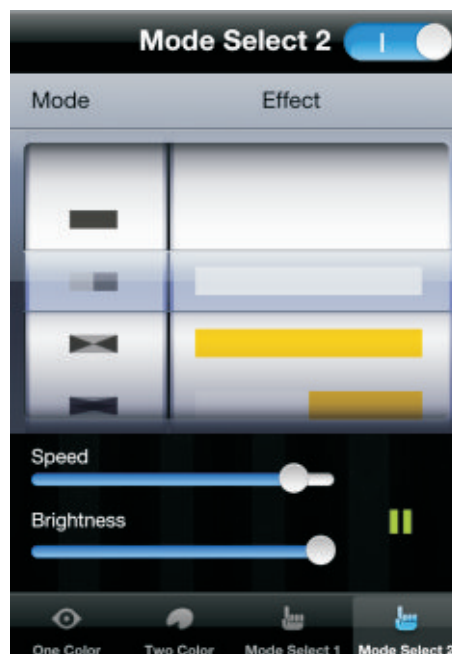 Mode Select 2
Mode Effect
Speed
Brightness
One Color Two Color Mode Select 1 Mode Select 2